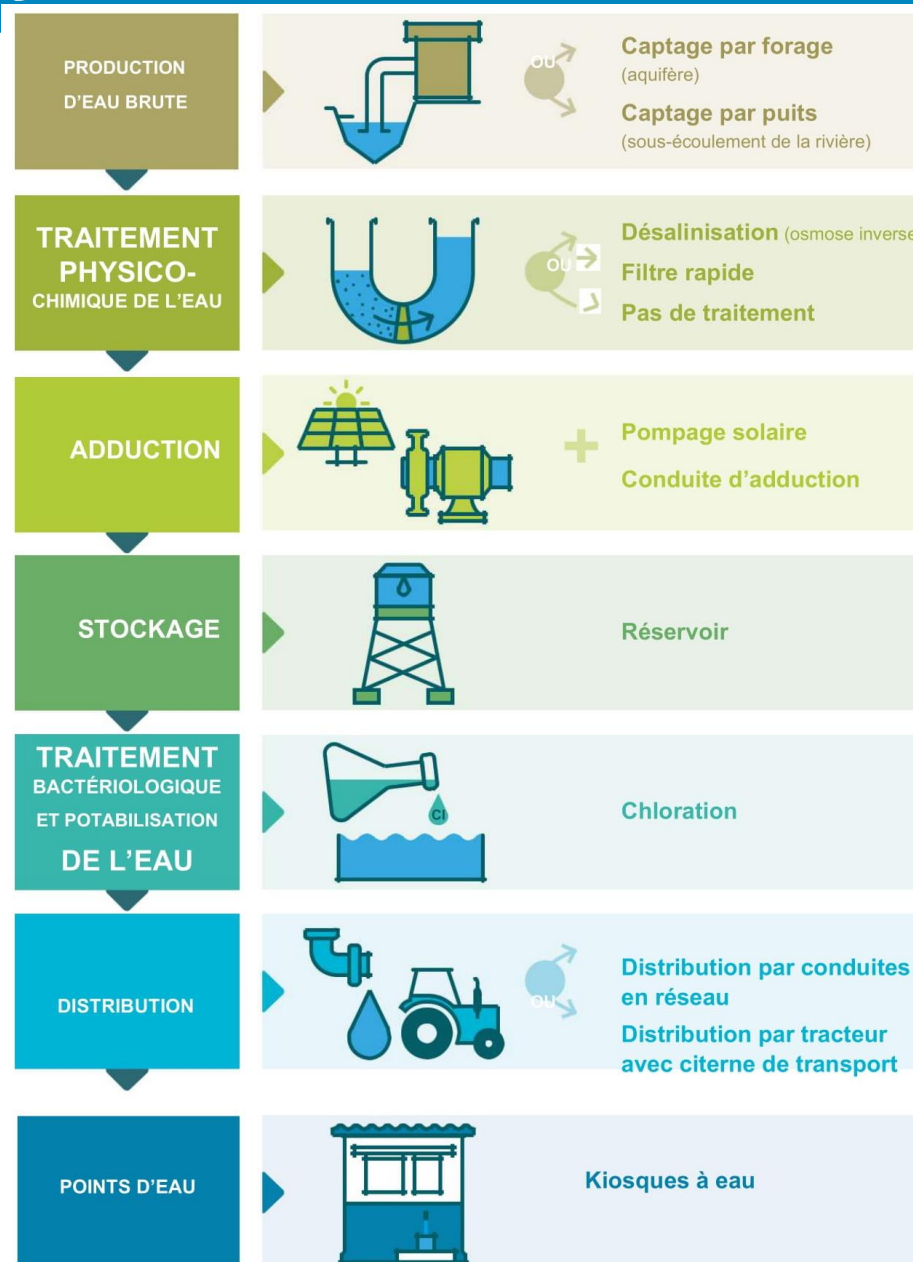 PRODUCTION
D'EAU BRUTE
OU
Captage par forage
(aquifère)
Captage par puits
(sous-écoulement de la rivière)
TRAITEMENT
PHYSICO-
CHIMIQUE DE L'EAU
OU
Désalinisation (osmose inverse
Filtre rapide
Pas de traitement
ADDUCTION
+
Pompage solaire
Conduite d'adduction
STOCKAGE
Réservoir
TRAITEMENT
BACTÉRIOLOGIQUE
ET POTABILISATION
DE L'EAU
Cl
Chloration
DISTRIBUTION
OU
Distribution par conduites
en réseau
Distribution par tracteur
avec citerne de transport
POINTS D'EAU
Kiosques à eau